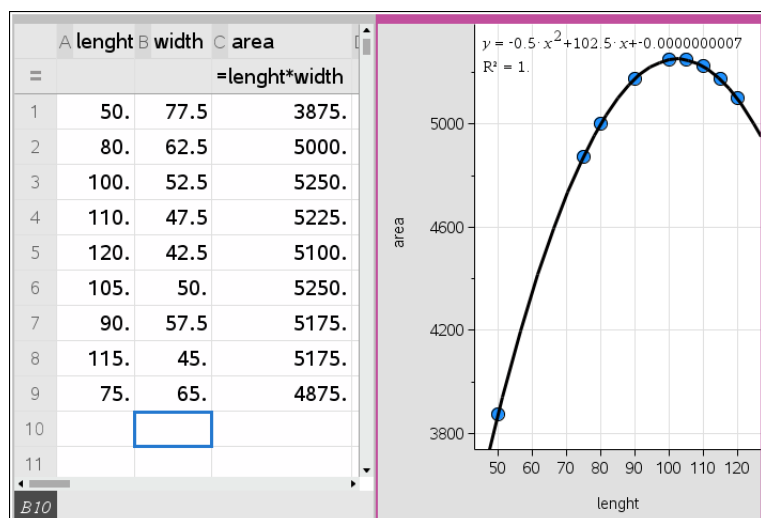 A lenght B width C area D
= =lenght*width
1 50. 77.5 3875.
2 80. 62.5 5000.
3 100. 52.5 5250.
4 110. 47.5 5225.
5 120. 42.5 5100.
6 105. 50. 5250.
7 90. 57.5 5175.
8 115. 45. 5175.
9 75. 65. 4875.
10
11
B10
y = -0.5· x²+102.5· x+-0.0000000007
R² = 1.
area
5000
4600
4200
3800
50 60 70 80 90 100 110 120
lenght